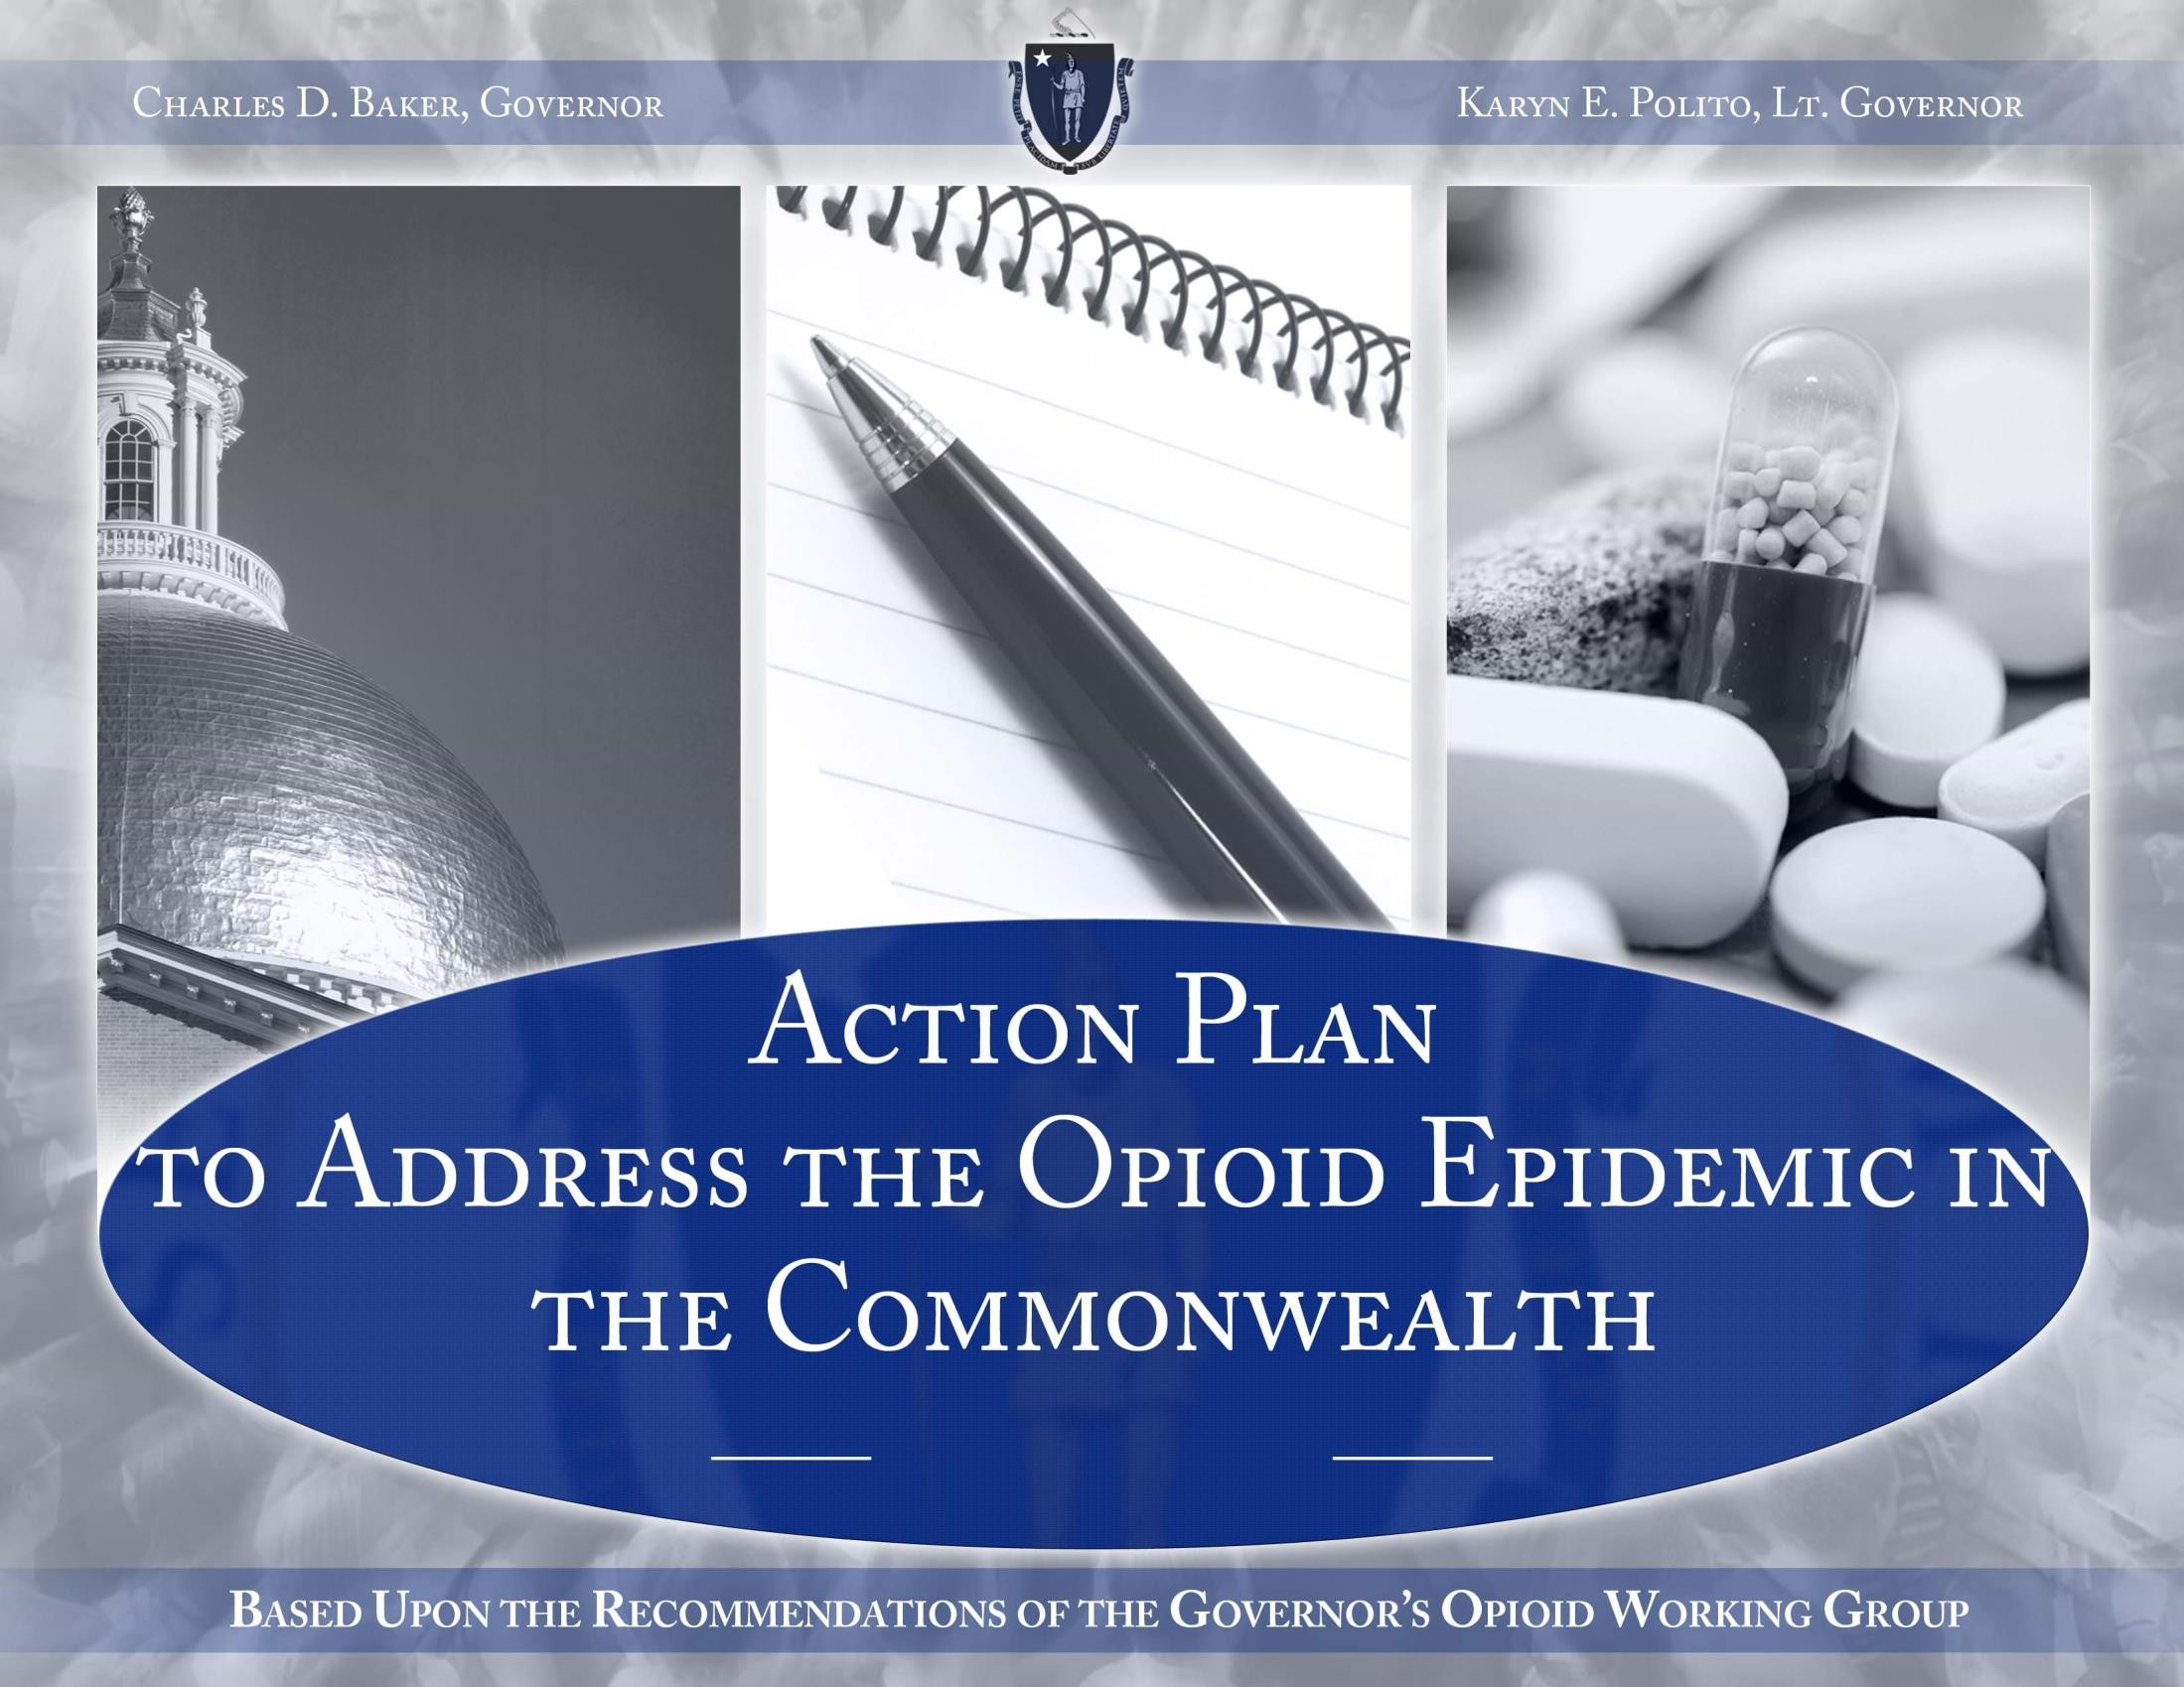 CHARLES D. BAKER, GOVERNOR
KARYN E. POLITO, LT. GOVERNOR
ACTION PLAN
TO ADDRESS THE OPIOID EPIDEMIC IN
THE COMMONWEALTH
BASED UPON THE RECOMMENDATIONS OF THE GOVERNOR'S OPIOID WORKING GROUP